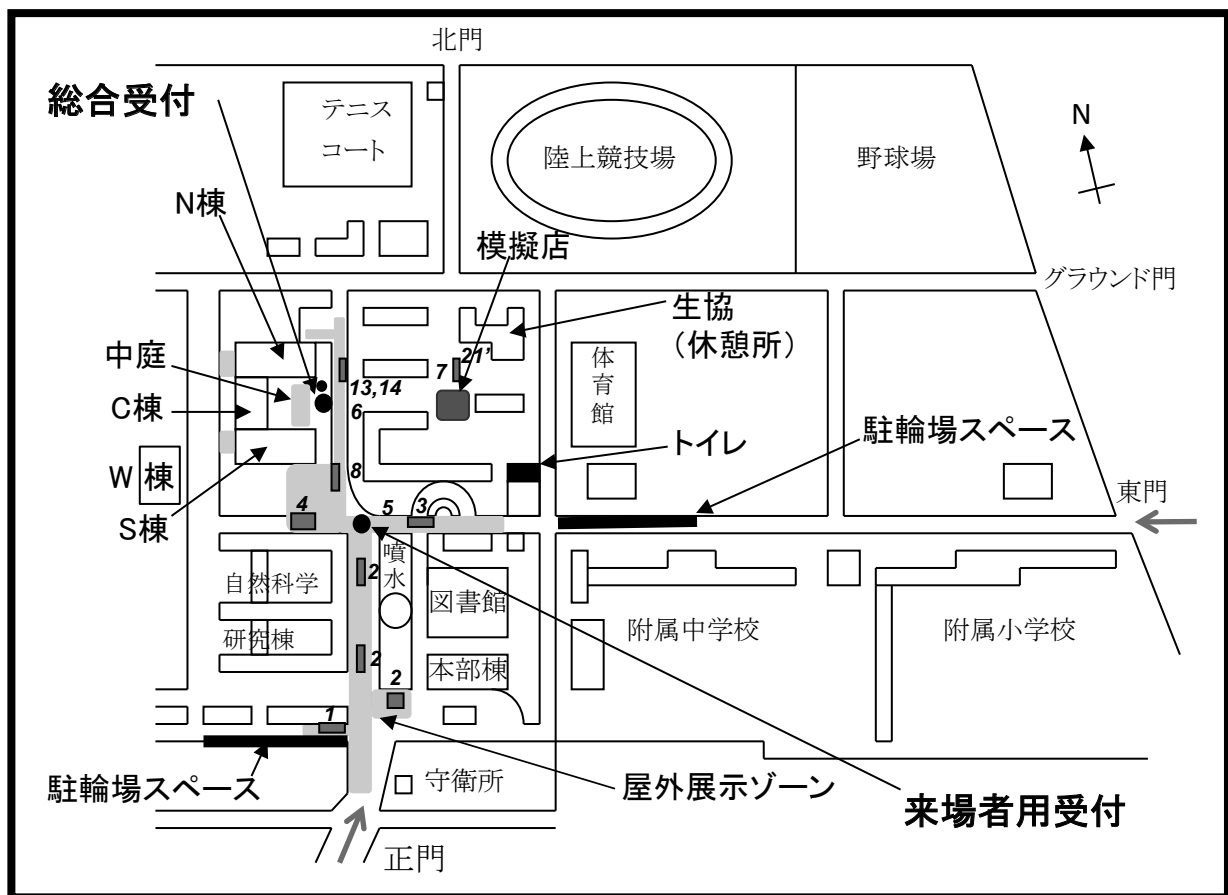 北門
総合受付
テニス
コート
陸上競技場
野球場
N
N棟
模擬店
グラウンド門
生協
（休憩所）
中庭
21’
7
体
育
館
13,14
C棟
6
トイレ
駐輪場スペース
W棟
8
東門
S棟
4
5
3
噴
水
2
自然科学
図書館
附属中学校
附属小学校
研究棟
2
本部棟
2
1
駐輪場スペース
守衛所
屋外展示ゾーン
来場者用受付
正門